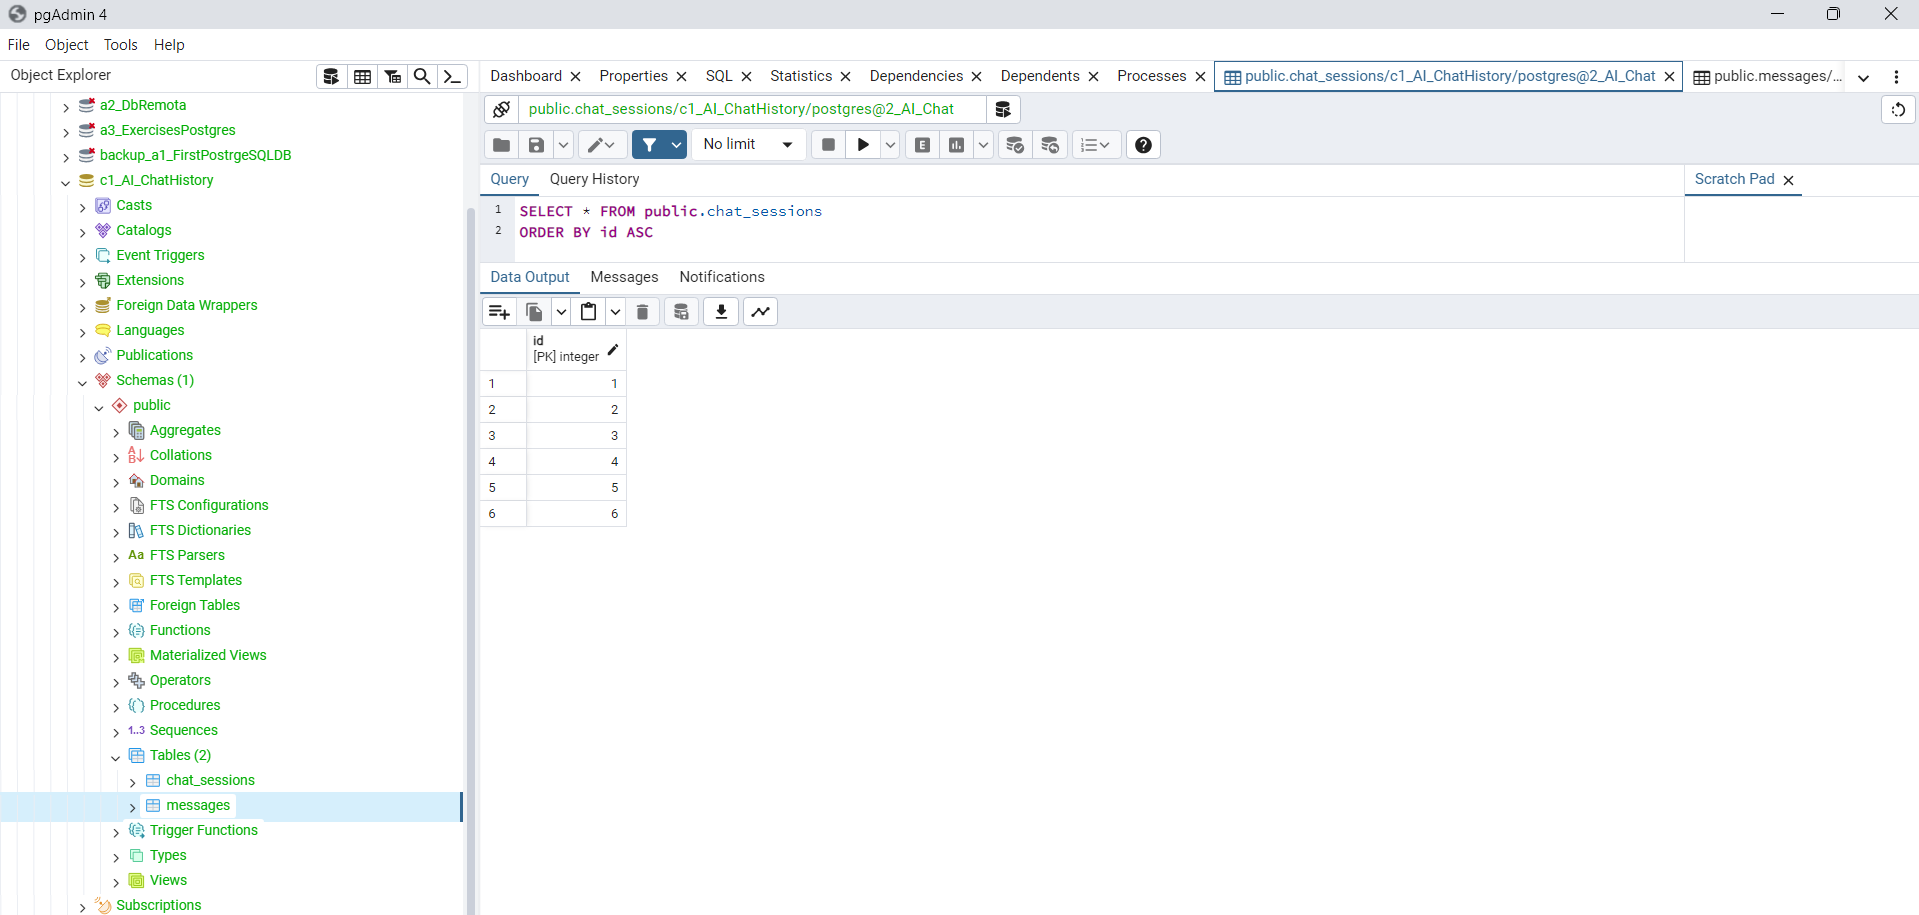 pgAdmin 4
File Object Tools Help
Object Explorer
a2_DbRemota
a3_ExercisesPostgres
backup_a1_FirstPostrgeSQLDB
c1_AI_ChatHistory
Casts
Catalogs
Event Triggers
Extensions
Foreign Data Wrappers
Languages
Publications
Schemas (1)
public
Aggregates
Collations
Domains
FTS Configurations
FTS Dictionaries
Aa FTS Parsers
FTS Templates
Foreign Tables
Functions
Materialized Views
Operators
Procedures
1..3 Sequences
Tables (2)
chat_sessions
messages
Trigger Functions
Types
Views
Subscriptions
Dashboard Properties SQL Statistics Dependencies Dependents Processes public.chat_sessions/c1_AI_ChatHistory/postgres@2_AI_Chat public.messages/...
public.chat_sessions/c1_AI_ChatHistory/postgres@2_AI_Chat
No limit E
Query Query History
Scratch Pad
1 SELECT * FROM public.chat_sessions
2 ORDER BY id ASC
Data Output Messages Notifications
id
[PK] integer
1 1
2 2
3 3
4 4
5 5
6 6